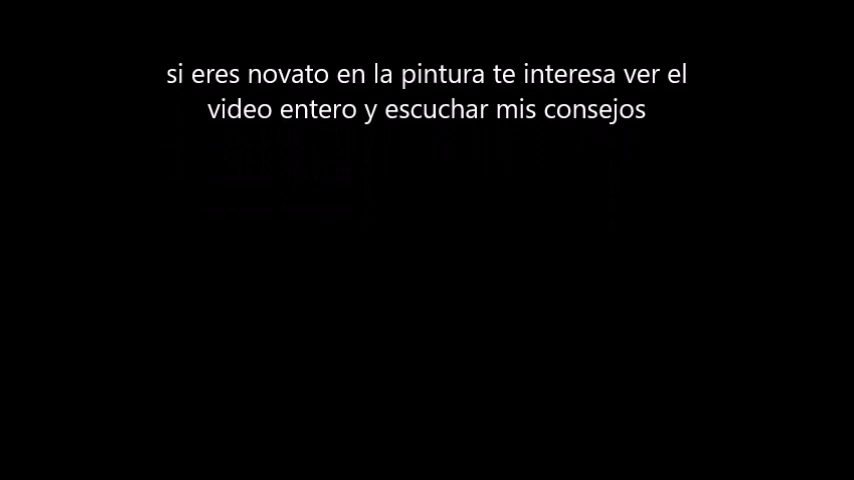 si eres novato en la pintura te interesa ver el
video entero y escuchar mis consejos